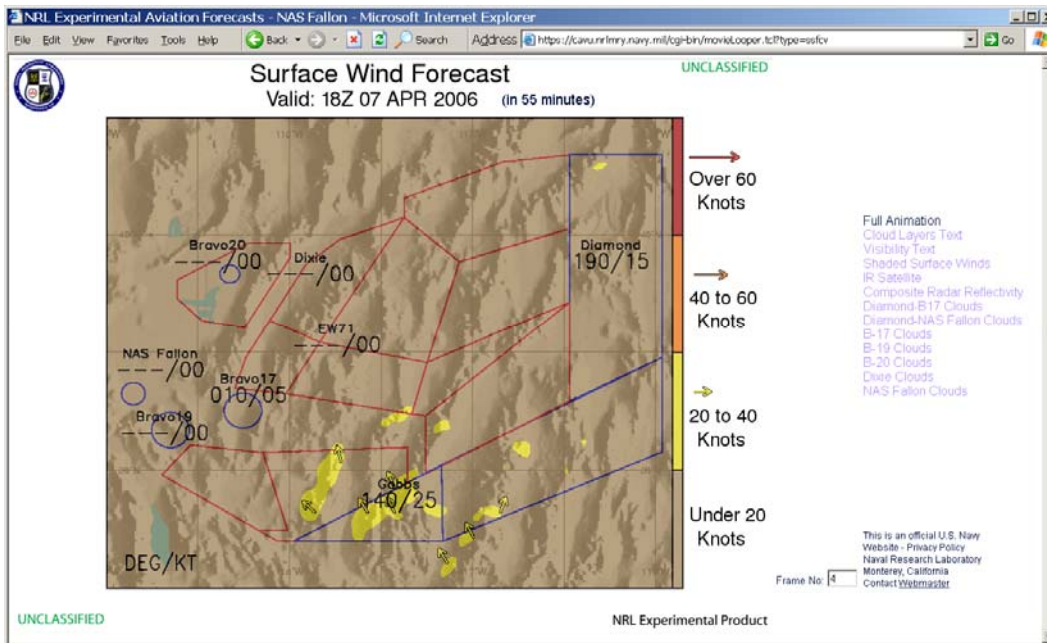 NRL Experimental Aviation Forecasts - NAS Fallon - Microsoft Internet Explorer
File Edit View Favorites Tools Help Back Search Address https://cavu.nrlmry.navy.mil/cgi-bin/movieLooper.tcl?type=ssfcv Go
UNCLASSIFIED
Surface Wind Forecast
Valid: 18Z 07 APR 2006 (in 55 minutes)
Bravo20
---/00
Dixie
---/00
Diamond
190/15
EW71
---/00
NAS Fallon
---/00
Bravo17
010/05
Bravo19
---/00
Gabbs
140/25
DEG/KT
Over 60
Knots
40 to 60
Knots
20 to 40
Knots
Under 20
Knots
Full Animation
Cloud Layers Text
Visibility Text
Shaded Surface Winds
IR Satellite
Composite Radar Reflectivity
Diamond-B17 Clouds
Diamond-NAS Fallon Clouds
B-17 Clouds
B-19 Clouds
B-20 Clouds
Dixie Clouds
NAS Fallon Clouds
This is an official U.S. Navy
Website - Privacy Policy
Naval Research Laboratory
Monterey, California
Contact Webmaster
Frame No: 4
UNCLASSIFIED
NRL Experimental Product